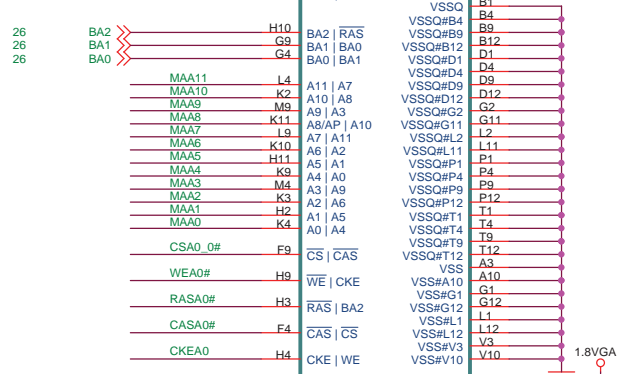 VSSQ B1
VSSQ#B4 B4
26 BA2 H10 BA2 | RAS VSSQ#B9 B9
26 BA1 G9 BA1 | BA0 VSSQ#B12 B12
26 BA0 G4 BA0 | BA1 VSSQ#D1 D1
VSSQ#D4 D4
MAA11 L4 A11 | A7 VSSQ#D9 D9
MAA10 K2 A10 | A8 VSSQ#D12 D12
MAA9 M9 A9 | A3 VSSQ#G2 G2
MAA8 K11 A8/AP | A10 VSSQ#G11 G11
MAA7 L9 A7 | A11 VSSQ#L2 L2
MAA6 K10 A6 | A2 VSSQ#L11 L11
MAA5 H11 A5 | A1 VSSQ#P1 P1
MAA4 K9 A4 | A0 VSSQ#P4 P4
MAA3 M4 A3 | A9 VSSQ#P9 P9
MAA2 K3 A2 | A6 VSSQ#P12 P12
MAA1 H2 A1 | A5 VSSQ#T1 T1
MAA0 K4 A0 | A4 VSSQ#T4 T4
VSSQ#T9 T9
CSA0_0# F9 CS | CAS VSSQ#T12 T12
VSS A3
WEA0# H9 WE | CKE VSS#A10 A10
VSS#G1 G1
RASA0# H3 RAS | BA2 VSS#G12 G12
VSS#L1 L1
CASA0# F4 CAS | CS VSS#L12 L12
VSS#V3 V3
CKEA0 H4 CKE | WE VSS#V10 V10
1.8VGA